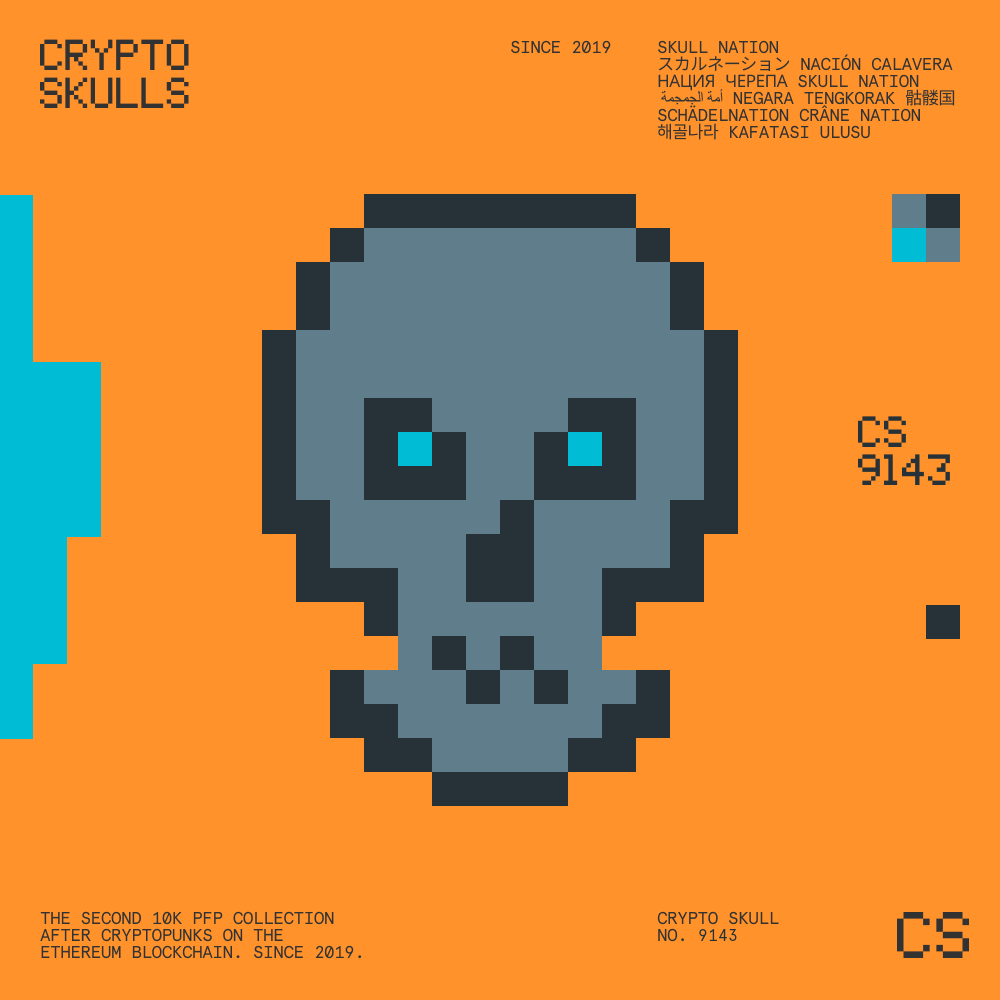 CRYPTO
SKULLS
SINCE 2019
SKULL NATION
スカルネーション NACIÓN CALAVERA
НАЦИЯ ЧЕРЕПА SKULL NATION
أمة الجمجمة NEGARA TENGKORAK 骷髅国
SCHÄDELNATION CRÂNE NATION
해골나라 KAFATASI ULUSU
CS
9143
THE SECOND 10K PFP COLLECTION
AFTER CRYPTOPUNKS ON THE
ETHEREUM BLOCKCHAIN. SINCE 2019.
CRYPTO SKULL
NO. 9143
CS